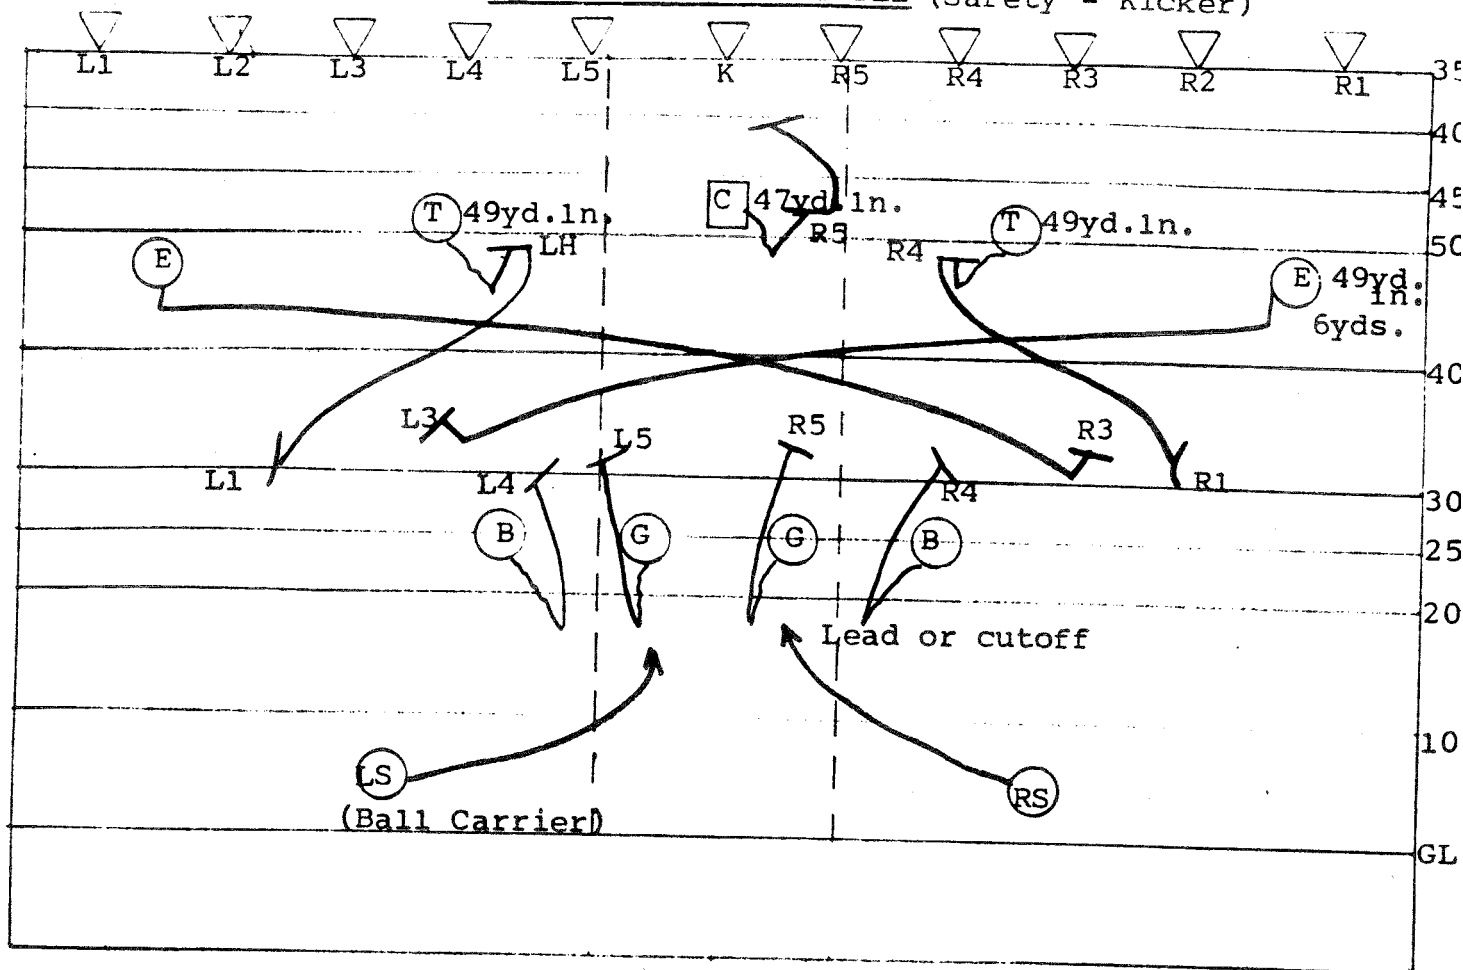 (Safety - Kicker)
L1 L2 L3 L4 L5 K R5 R4 R3 R2 R1
35
40
T 49yd.ln. C 47yd.ln. T 49yd.ln.
45
LH R5 R4
50
E E 49yd.
ln.
6yds.
40
L3 L5 R5 R3
L1 L4 R4 R1
30
B G G B
25
20
Lead or cutoff
10
LS RS
(Ball Carrier)
GL